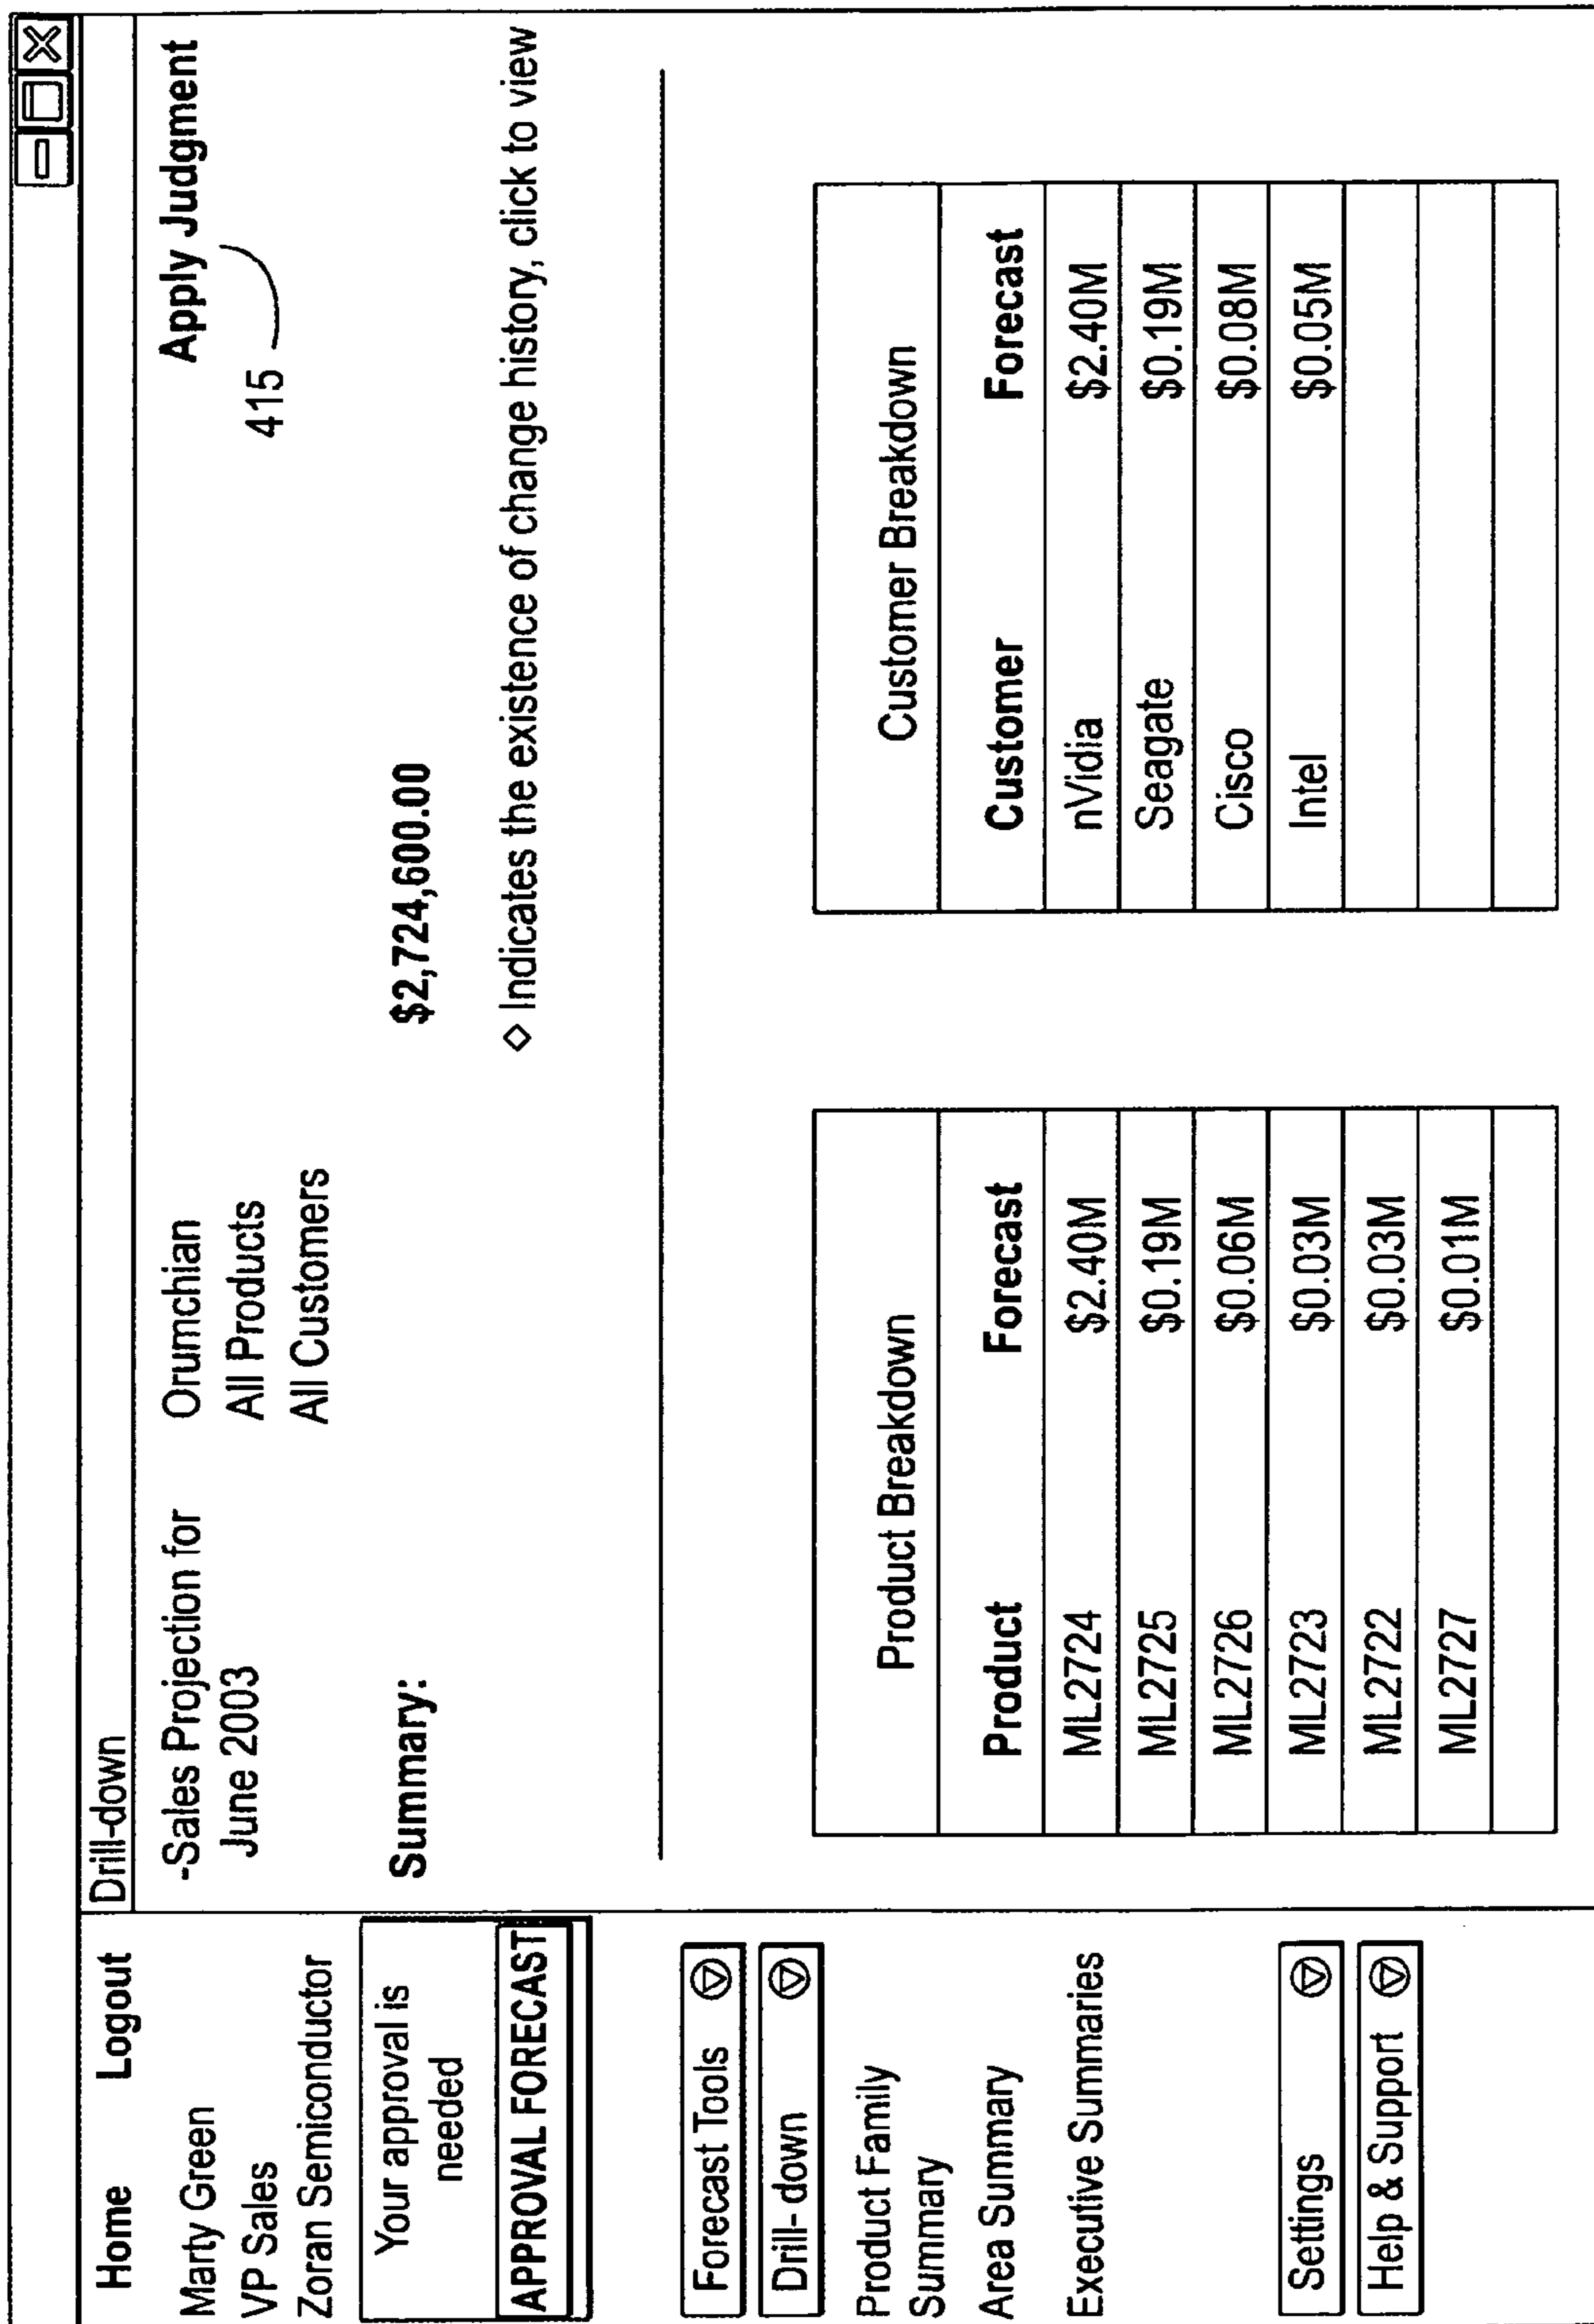 Home Logout
Marty Green
VP Sales
Zoran Semiconductor
Your approval is
needed
APPROVAL FORECAST
Forecast Tools
Drill- down
Product Family
Summary
Area Summary
Executive Summaries
Settings
Help & Support
Drill-down
-Sales Projection for Orumchian
June 2003 All Products
All Customers
Apply Judgment
415
Summary: $2,724,600.00
◇ Indicates the existence of change history, click to view
Product Breakdown
Product Forecast
ML2724 $2.40M
ML2725 $0.19M
ML2726 $0.06M
ML2723 $0.03M
ML2722 $0.03M
ML2727 $0.01M
Customer Breakdown
Customer Forecast
nVidia $2.40M
Seagate $0.19M
Cisco $0.08M
Intel $0.05M